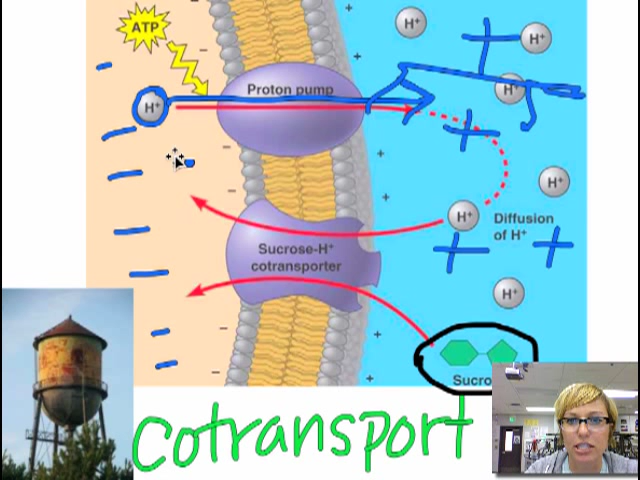 ATP
H⁺
H⁺
Proton pump
H⁺
H⁺
H⁺
H⁺
Diffusion
of H⁺
Sucrose-H⁺
cotransporter
H⁺
Sucro
cotransport